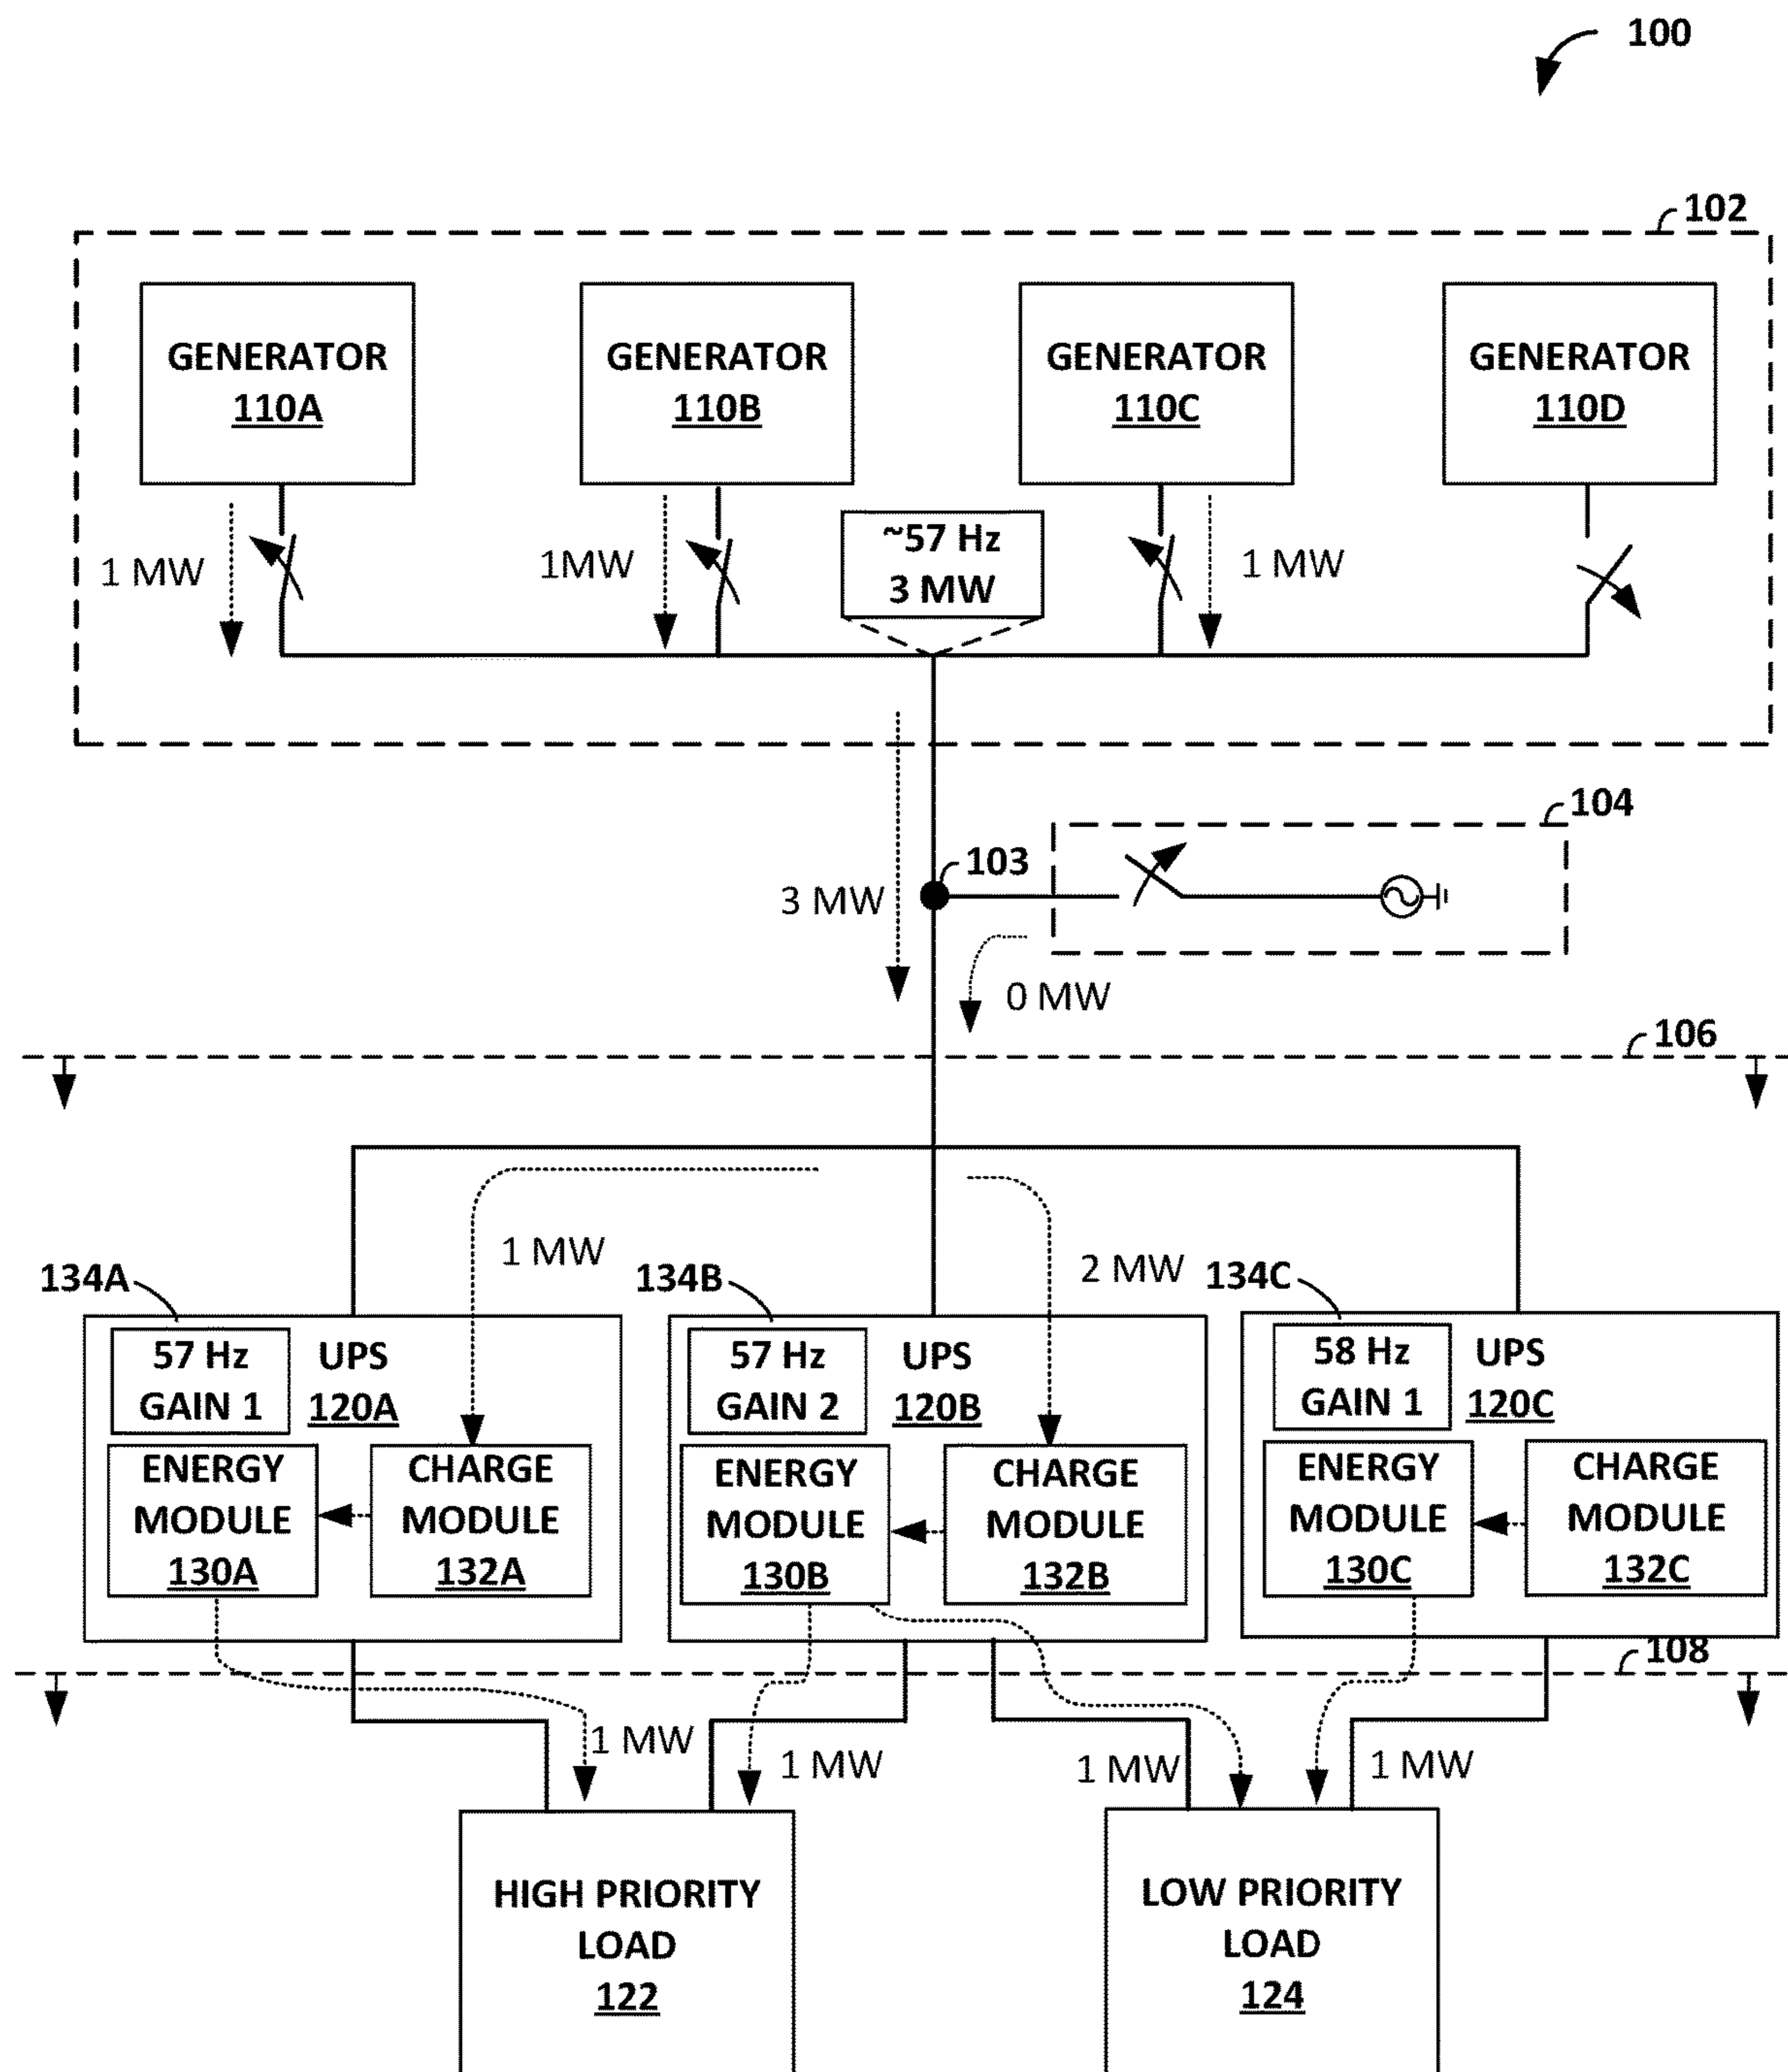 100
102
GENERATOR
110A
GENERATOR
110B
GENERATOR
110C
GENERATOR
110D
1 MW
1MW
~57 Hz
3 MW
1 MW
104
103
3 MW
0 MW
106
1 MW
2 MW
134A
134B
134C
57 Hz
GAIN 1
UPS
120A
ENERGY
MODULE
130A
CHARGE
MODULE
132A
57 Hz
GAIN 2
UPS
120B
ENERGY
MODULE
130B
CHARGE
MODULE
132B
58 Hz
GAIN 1
UPS
120C
ENERGY
MODULE
130C
CHARGE
MODULE
132C
108
1 MW
1 MW
1 MW
1 MW
HIGH PRIORITY
LOAD
122
LOW PRIORITY
LOAD
124